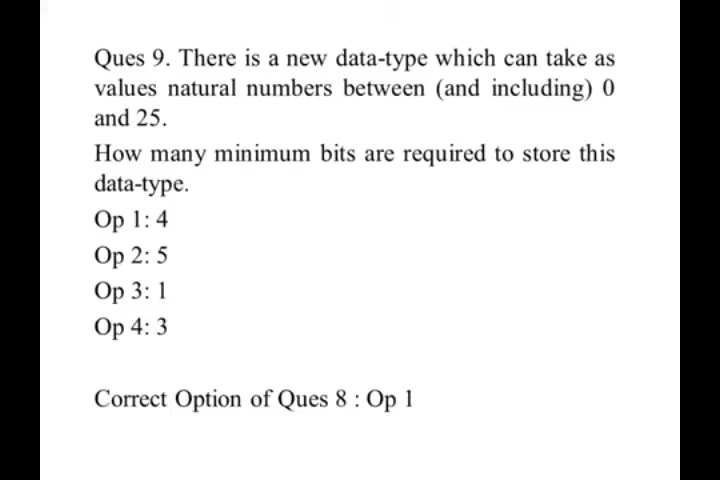 Ques 9. There is a new data-type which can take as
values natural numbers between (and including) 0
and 25.
How many minimum bits are required to store this
data-type.
Op 1: 4
Op 2: 5
Op 3: 1
Op 4: 3
Correct Option of Ques 8 : Op 1